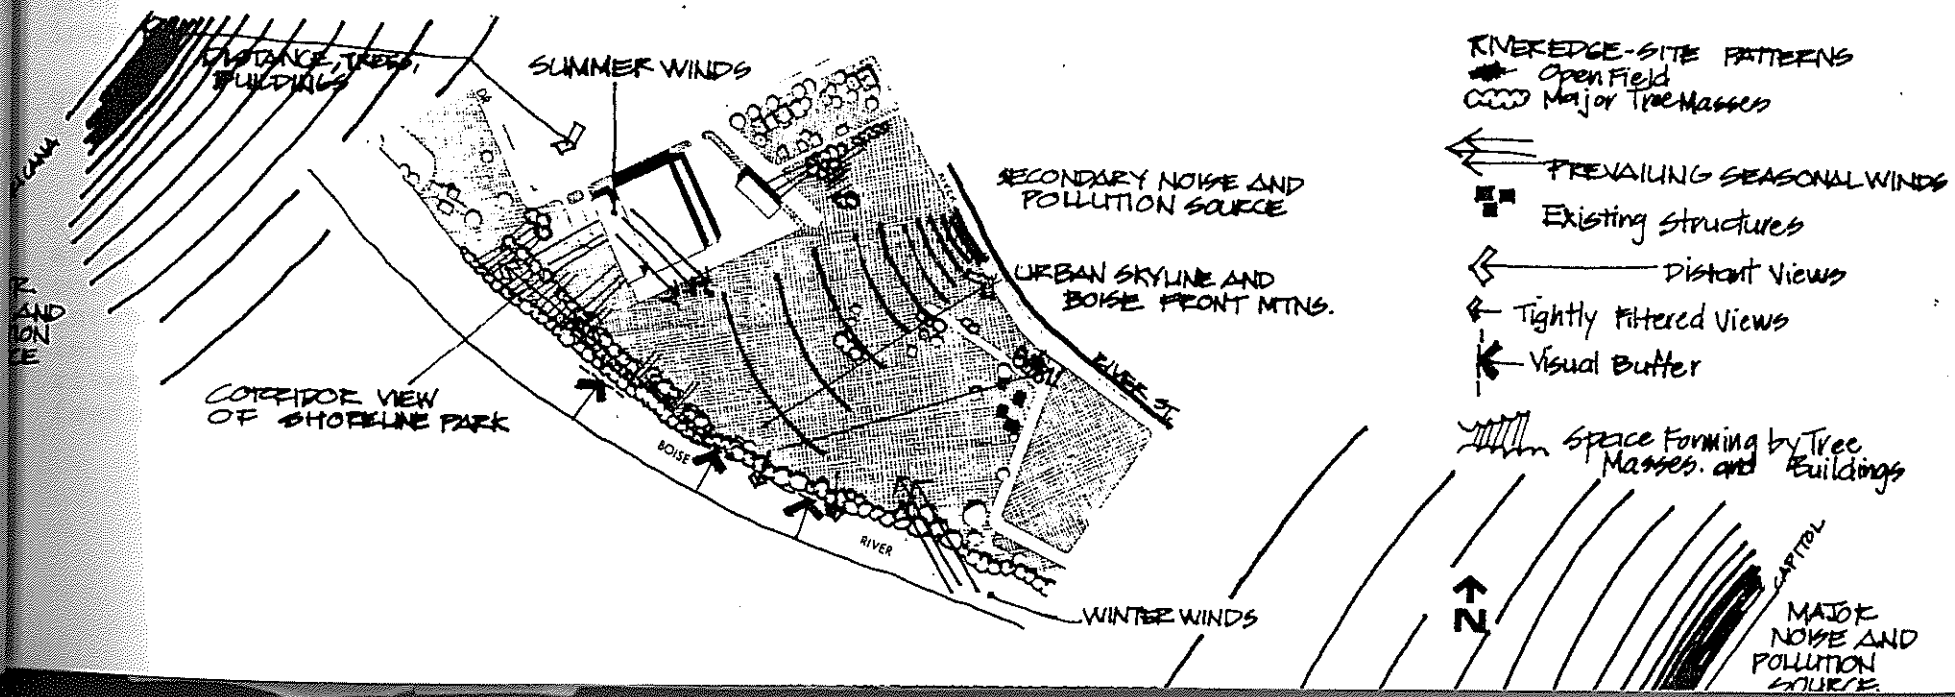 DISTANCE, TREES,
BUILDINGS
SUMMER WINDS
SECONDARY NOISE AND
POLLUTION SOURCE
URBAN SKYLINE AND
BOISE FRONT MTNS.
RIVER ST.
CORRIDOR VIEW
OF SHORELINE PARK
BOISE
RIVER
WINTER WINDS
RIVEREDGE-SITE PATTERNS
Open Field
Major Tree Masses
PREVAILING SEASONAL WINDS
Existing Structures
Distant Views
Tightly Filtered Views
Visual Buffer
Space Forming by Tree
Masses. and Buildings
N
CAPITOL
MAJOR
NOISE AND
POLLUTION
SOURCE.